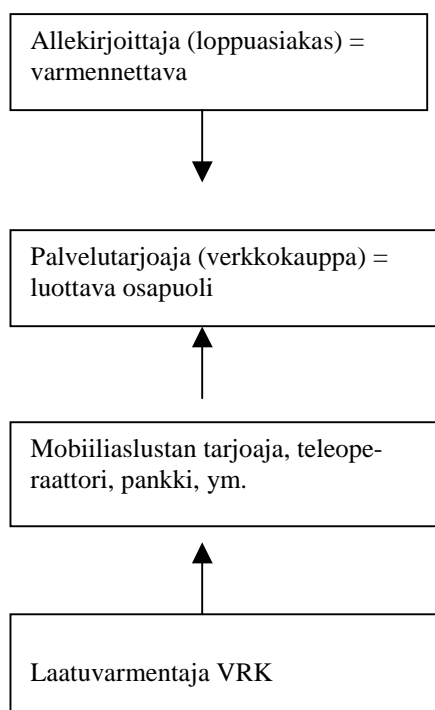 Allekirjoittaja (loppuasiakas) =
varmennettava
Palvelutarjoaja (verkkokauppa) =
luottava osapuoli
Mobiiliaslustan tarjoaja, teleope-
raattori, pankki, ym.
Laatuvarmentaja VRK